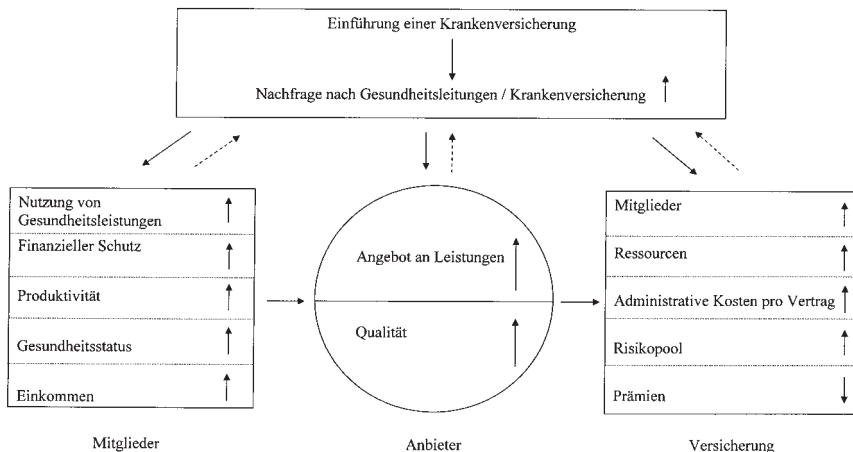 Einführung einer Krankenversicherung
Nachfrage nach Gesundheitsleitungen / Krankenversicherung
Nutzung von
Gesundheitsleistungen
Finanzieller Schutz
Produktivität
Gesundheitsstatus
Einkommen
Mitglieder
Angebot an Leistungen
Qualität
Anbieter
Mitglieder
Ressourcen
Administrative Kosten pro Vertrag
Risikopool
Prämien
Versicherung